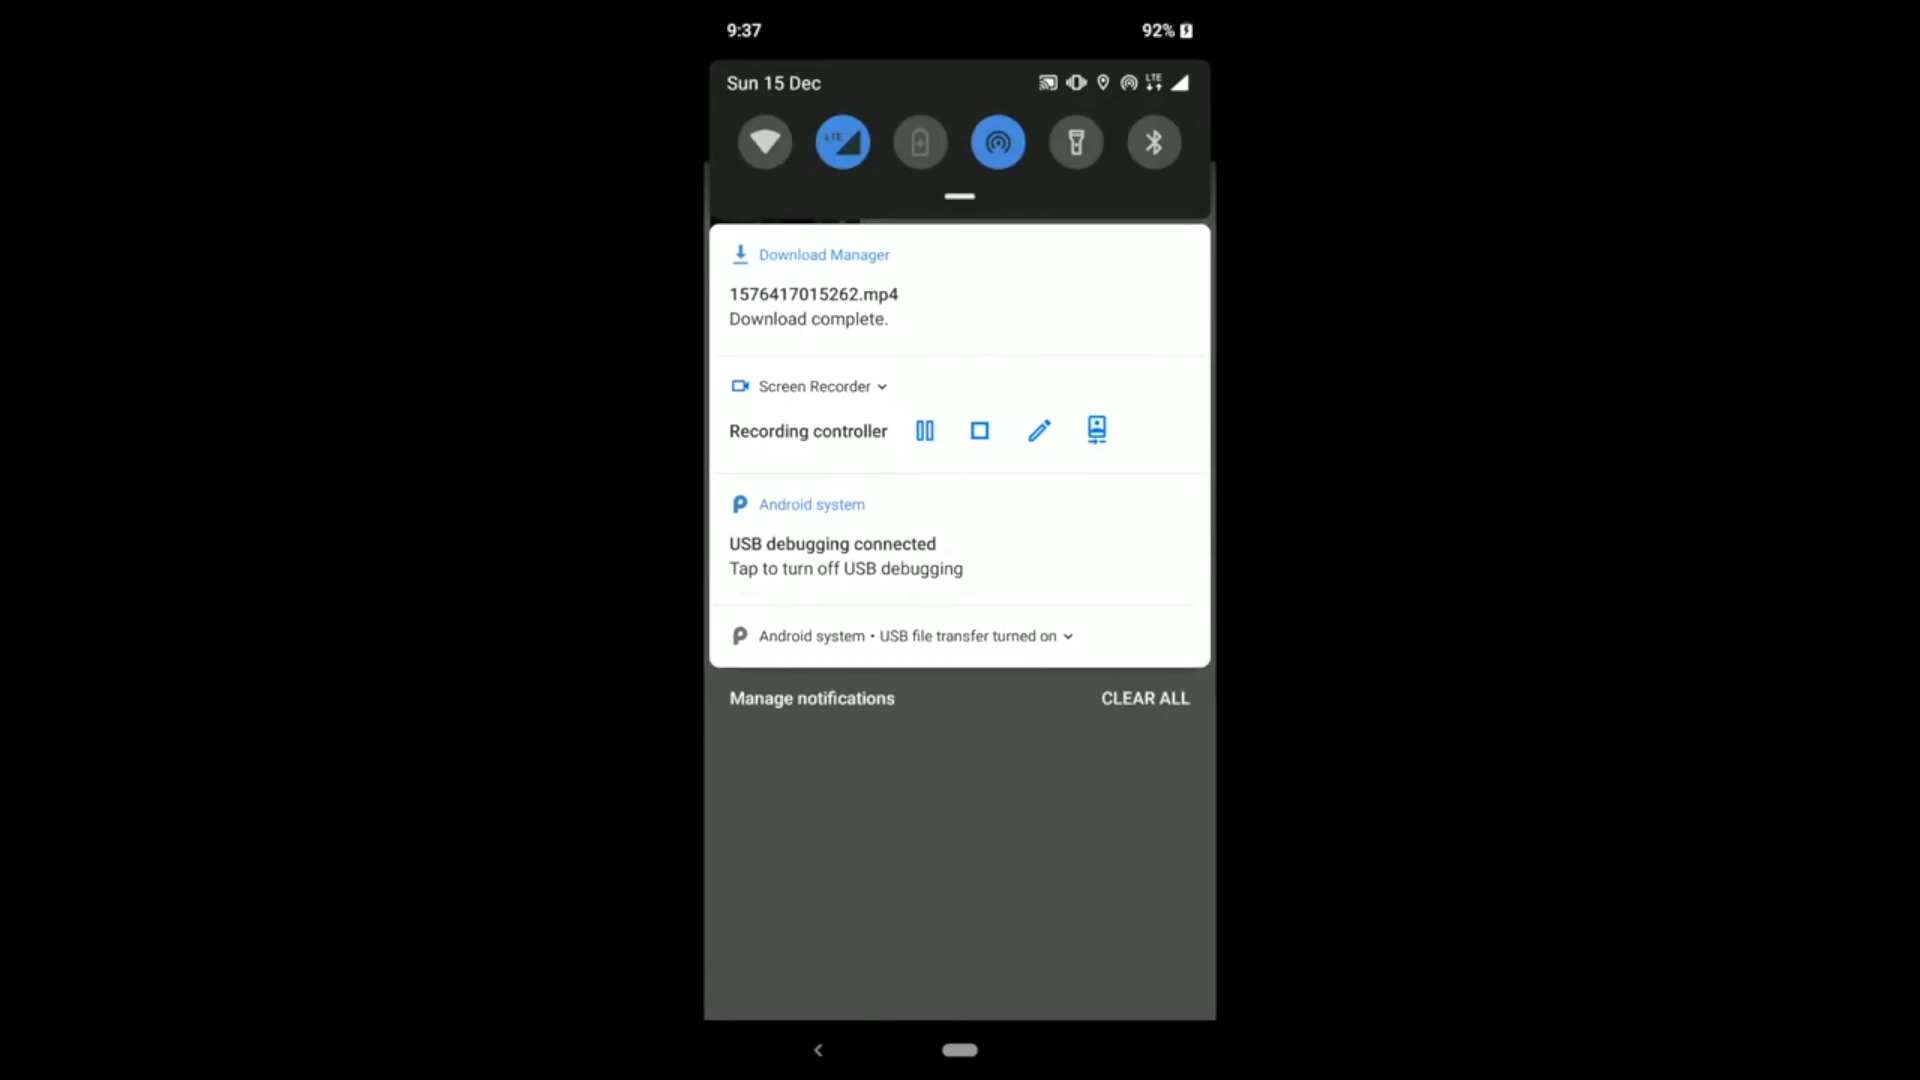 9:37
92%
Sun 15 Dec
LTE
LTE
Download Manager
1576417015262.mp4
Download complete.
Screen Recorder
Recording controller
Android system
USB debugging connected
Tap to turn off USB debugging
Android system • USB file transfer turned on
Manage notifications
CLEAR ALL